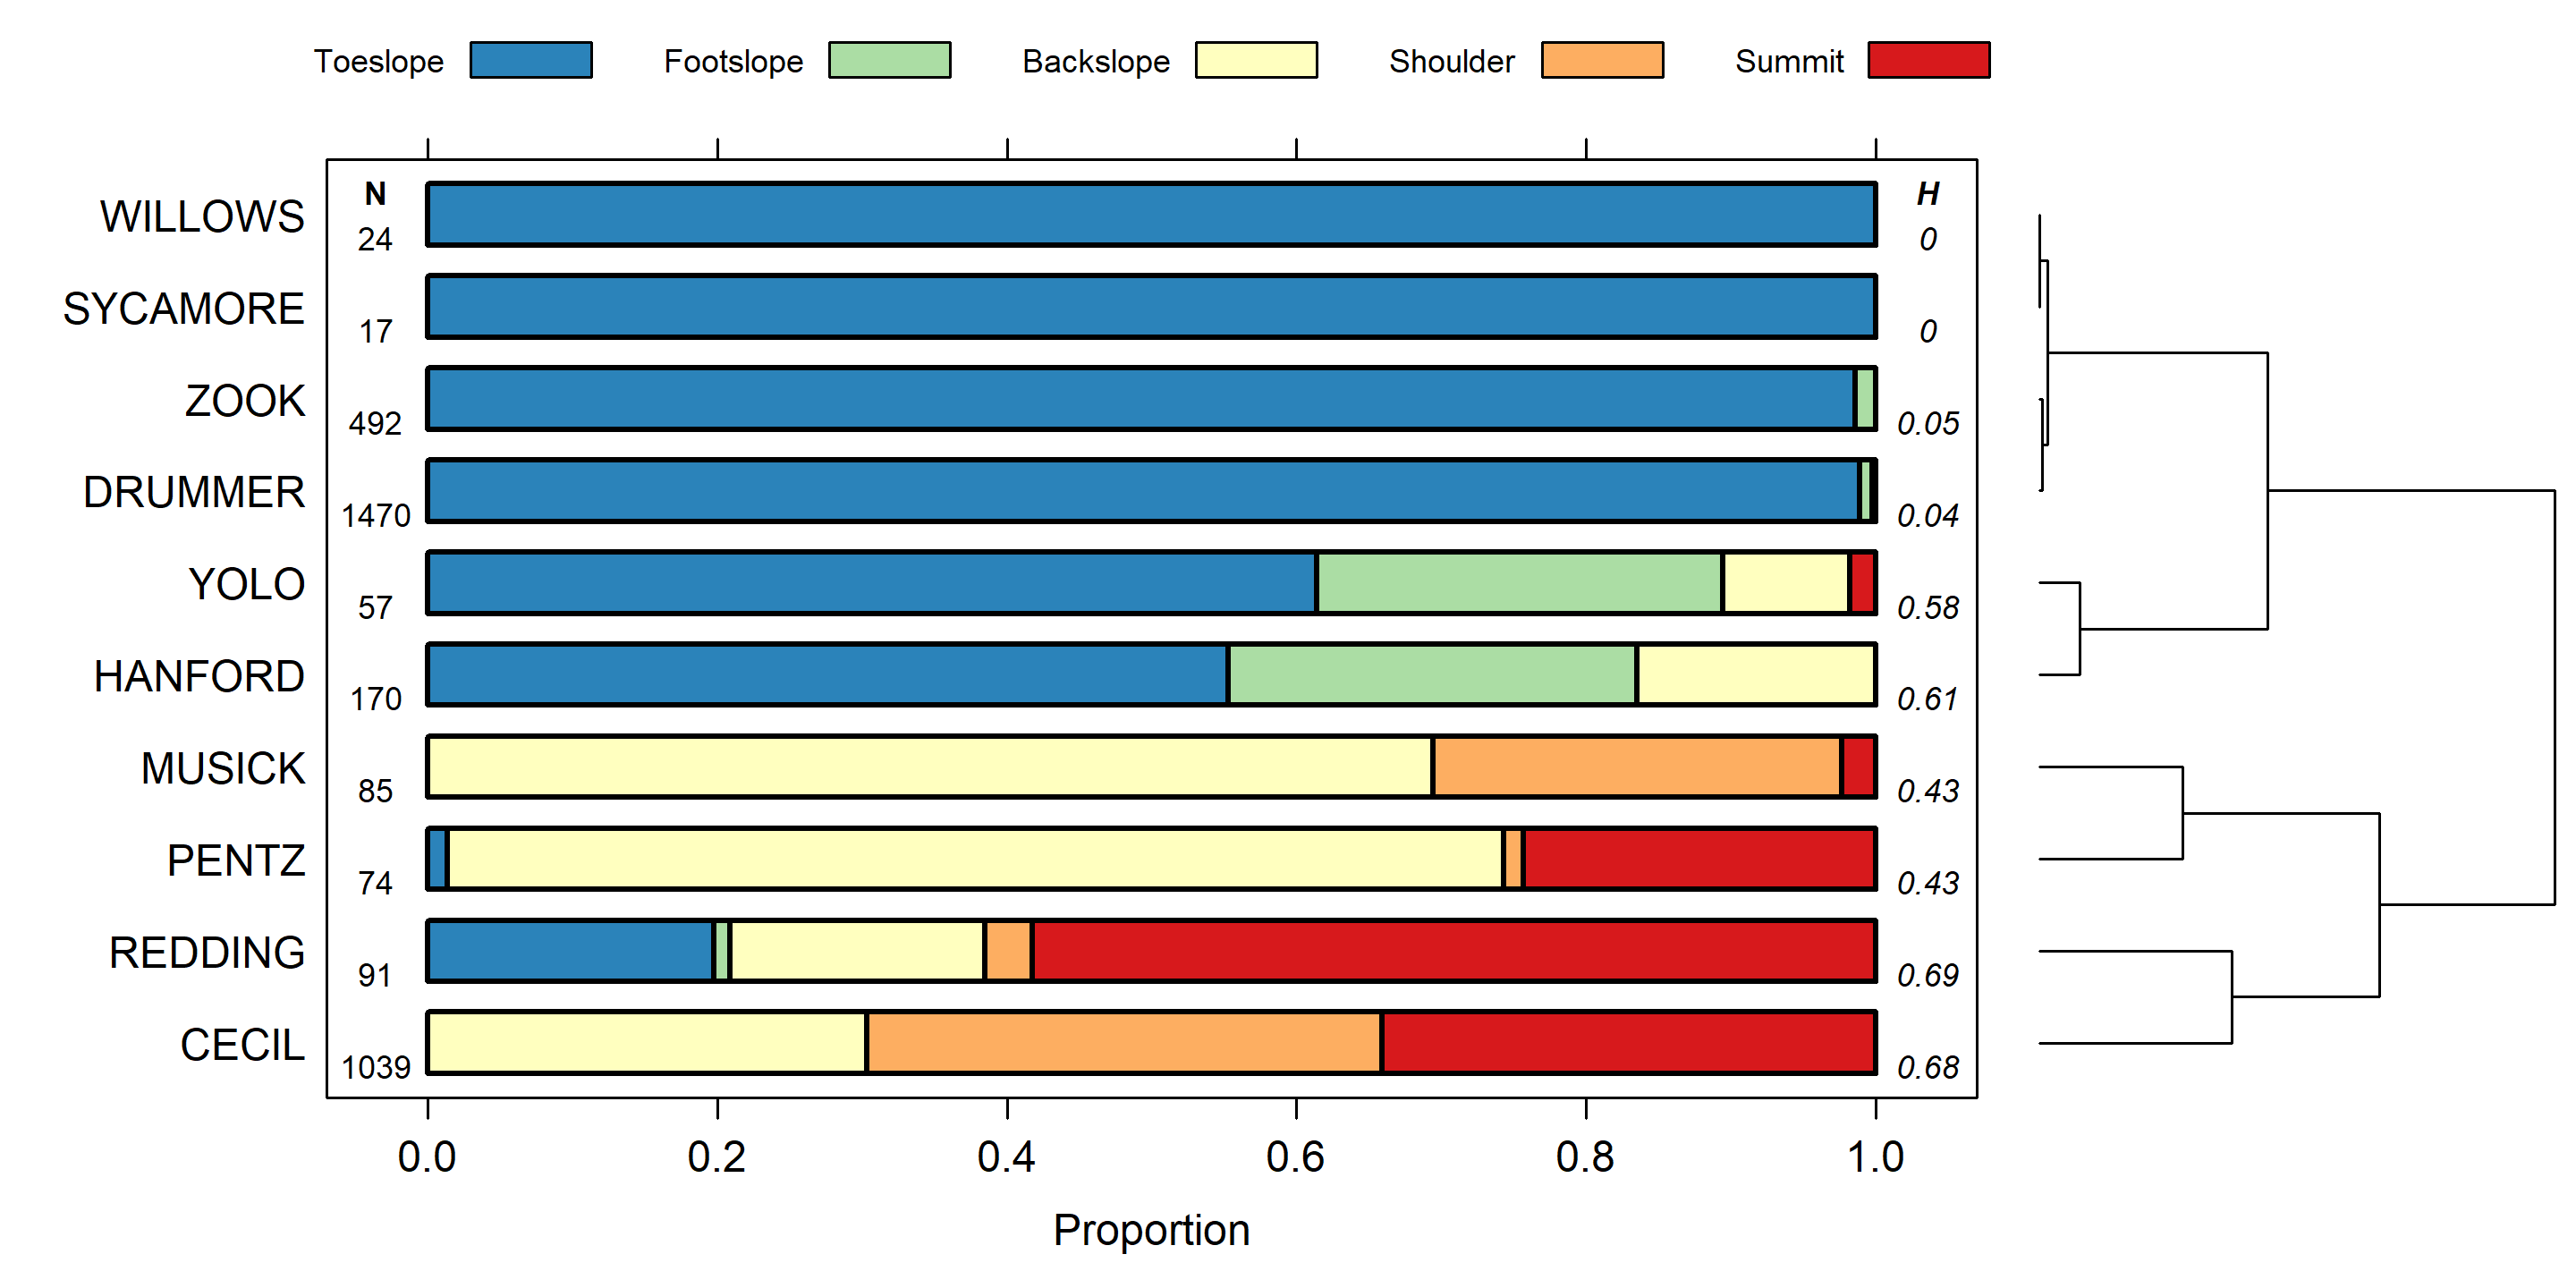 Toeslope Footslope Backslope Shoulder Summit
N H
WILLOWS 24 0
SYCAMORE 17 0
ZOOK 492 0.05
DRUMMER 1470 0.04
YOLO 57 0.58
HANFORD 170 0.61
MUSICK 85 0.43
PENTZ 74 0.43
REDDING 91 0.69
CECIL 1039 0.68
0.0 0.2 0.4 0.6 0.8 1.0
Proportion